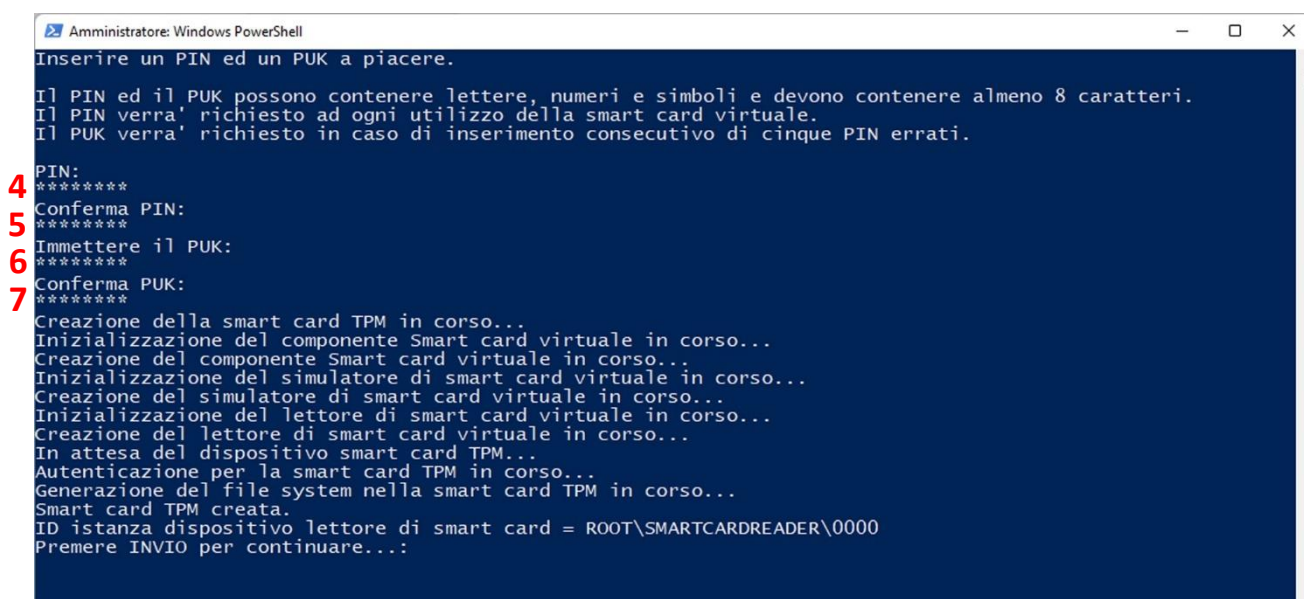 Amministratore: Windows PowerShell
Inserire un PIN ed un PUK a piacere.
Il PIN ed il PUK possono contenere lettere, numeri e simboli e devono contenere almeno 8 caratteri.
Il PIN verra' richiesto ad ogni utilizzo della smart card virtuale.
Il PUK verra' richiesto in caso di inserimento consecutivo di cinque PIN errati.
PIN:
4 ********
Conferma PIN:
5 ********
Immettere il PUK:
6 ********
Conferma PUK:
7 ********
Creazione della smart card TPM in corso...
Inizializzazione del componente Smart card virtuale in corso...
Creazione del componente Smart card virtuale in corso...
Inizializzazione del simulatore di smart card virtuale in corso...
Creazione del simulatore di smart card virtuale in corso...
Inizializzazione del lettore di smart card virtuale in corso...
Creazione del lettore di smart card virtuale in corso...
In attesa del dispositivo smart card TPM...
Autenticazione per la smart card TPM in corso...
Generazione del file system nella smart card TPM in corso...
Smart card TPM creata.
ID istanza dispositivo lettore di smart card = ROOT\SMARTCARDREADER\0000
Premere INVIO per continuare...: